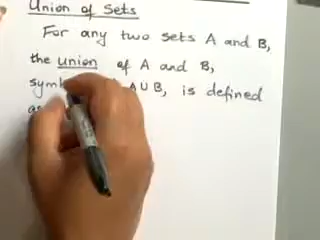 Union of Sets
For any two sets A and B,
the union of A and B,
A∪B, is defined